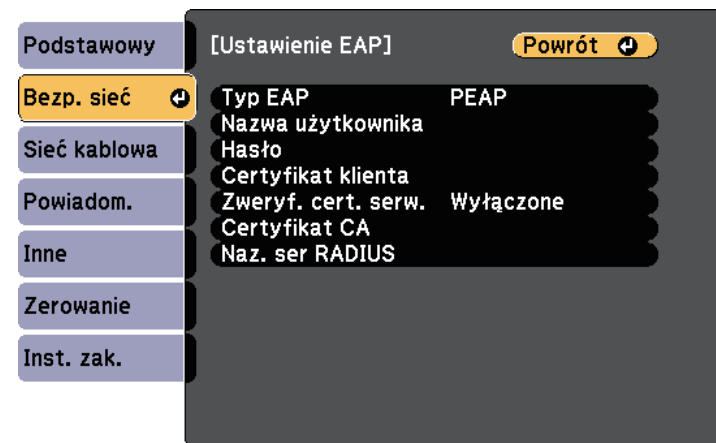 Podstawowy
Bezp. sieć
Sieć kablowa
Powiadom.
Inne
Zerowanie
Inst. zak.
[Ustawienie EAP] Powrót
Typ EAP PEAP
Nazwa użytkownika
Hasło
Certyfikat klienta
Zweryf. cert. serw. Wyłączone
Certyfikat CA
Naz. ser RADIUS